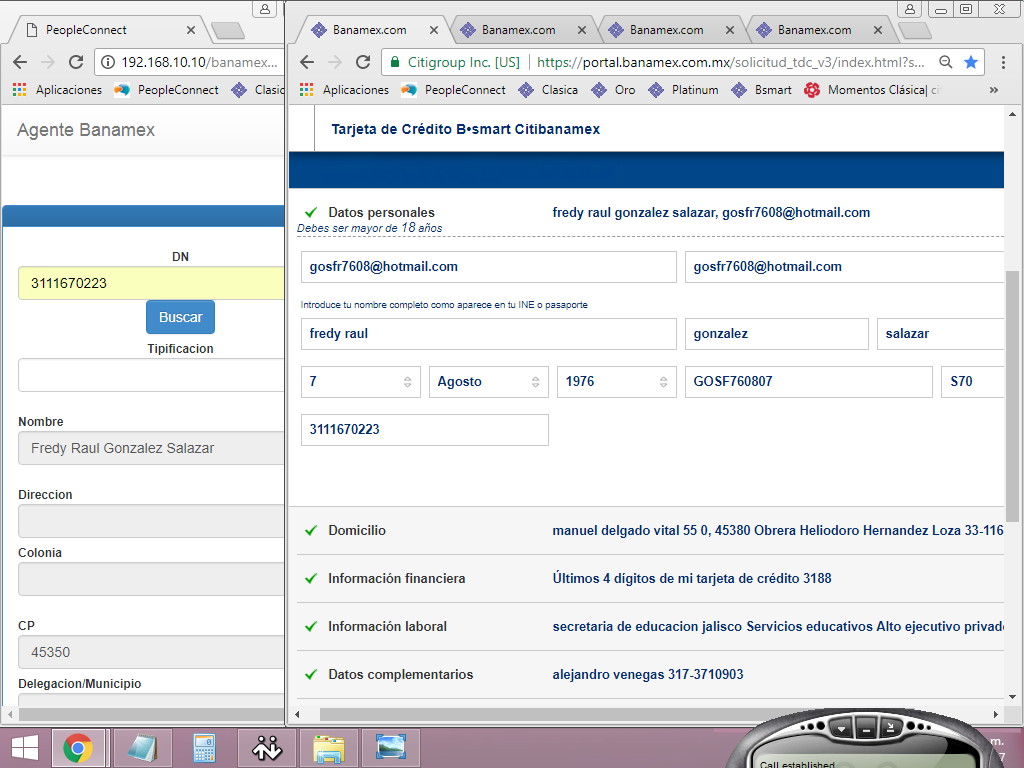 PeopleConnect
192.168.10.10/banamex...
Aplicaciones PeopleConnect Clasic
Agente Banamex
DN
3111670223
Buscar
Tipificacion
Nombre
Fredy Raul Gonzalez Salazar
Direccion
Colonia
CP
45350
Delegacion/Municipio
Banamex.com Banamex.com Banamex.com Banamex.com
Citigroup Inc. [US] https://portal.banamex.com.mx/solicitud_tdc_v3/index.html?s...
Aplicaciones PeopleConnect Clasica Oro Platinum Bsmart Momentos Clásica| ci »
Tarjeta de Crédito B•smart Citibanamex
Datos personales fredy raul gonzalez salazar, gosfr7608@hotmail.com
Debes ser mayor de 18 años
gosfr7608@hotmail.com gosfr7608@hotmail.com
Introduce tu nombre completo como aparece en tu INE o pasaporte
fredy raul gonzalez salazar
7 Agosto 1976 GOSF760807 S70
3111670223
Domicilio manuel delgado vital 55 0, 45380 Obrera Heliodoro Hernandez Loza 33-116
Información financiera Últimos 4 dígitos de mi tarjeta de crédito 3188
Información laboral secretaria de educacion jalisco Servicios educativos Alto ejecutivo privado
Datos complementarios alejandro venegas 317-3710903
Call established
m.
7